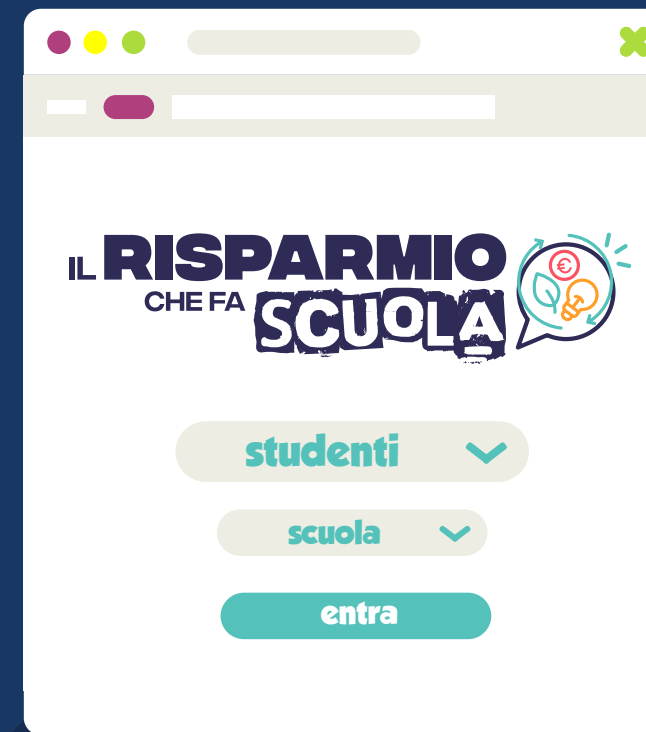 IL RISPARMIO
CHE FA SCUOLA
€
studenti
scuola
entra